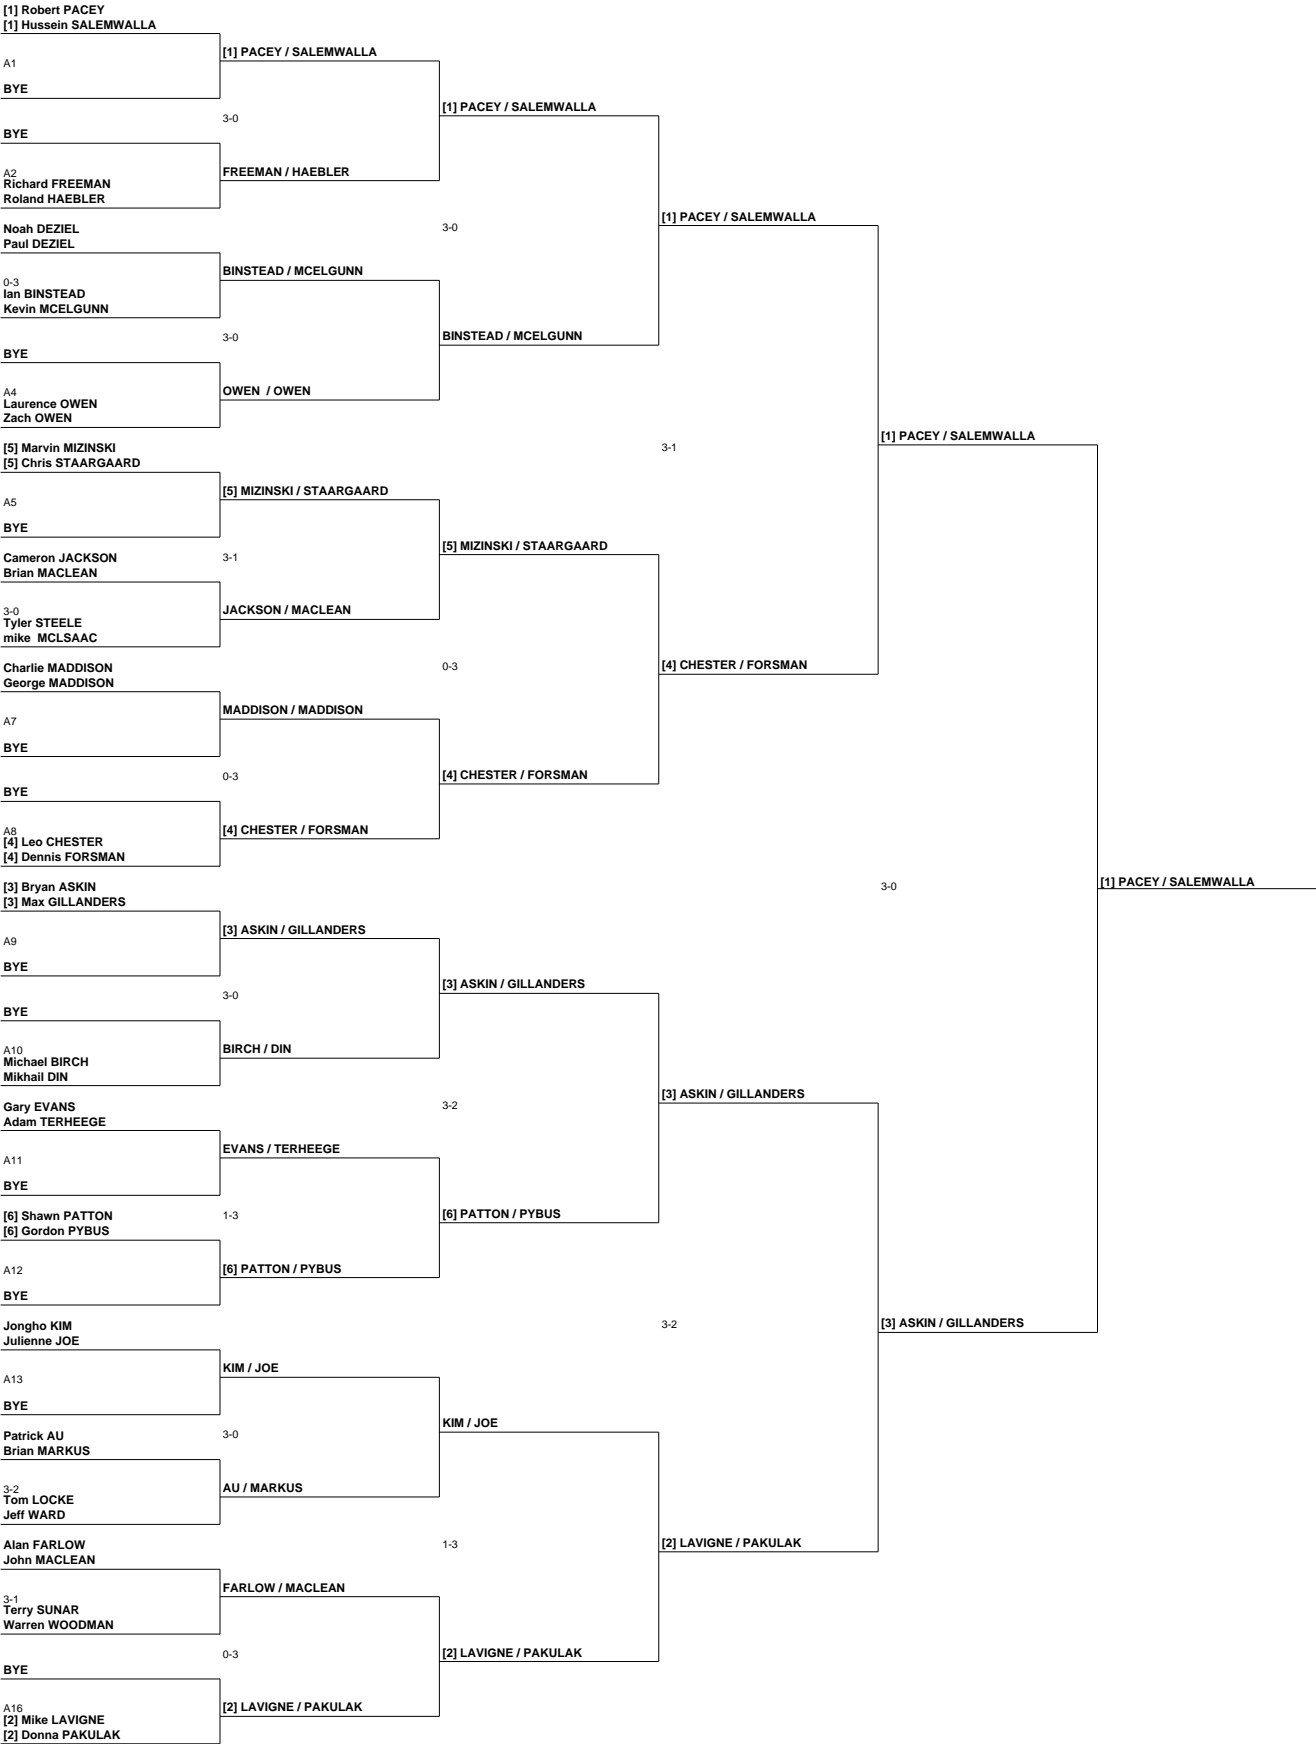 [1] Robert PACEY
[1] Hussein SALEMWALLA
[1] PACEY / SALEMWALLA
A1
BYE
[1] PACEY / SALEMWALLA
3-0
BYE
FREEMAN / HAEBLER
A2
Richard FREEMAN
Roland HAEBLER
[1] PACEY / SALEMWALLA
Noah DEZIEL
3-0
Paul DEZIEL
BINSTEAD / MCELGUNN
0-3
Ian BINSTEAD
Kevin MCELGUNN
3-0
BINSTEAD / MCELGUNN
BYE
OWEN  / OWEN
A4
Laurence OWEN
Zach OWEN
[1] PACEY / SALEMWALLA
[5] Marvin MIZINSKI
3-1
[5] Chris STAARGAARD
[5] MIZINSKI / STAARGAARD
A5
BYE
[5] MIZINSKI / STAARGAARD
Cameron JACKSON
3-1
Brian MACLEAN
JACKSON / MACLEAN
3-0
Tyler STEELE
mike  MCLSAAC
[4] CHESTER / FORSMAN
Charlie MADDISON
0-3
George MADDISON
MADDISON / MADDISON
A7
BYE
[4] CHESTER / FORSMAN
0-3
BYE
[4] CHESTER / FORSMAN
A8
[4] Leo CHESTER
[4] Dennis FORSMAN
[1] PACEY / SALEMWALLA
[3] Bryan ASKIN
3-0
[3] Max GILLANDERS
[3] ASKIN / GILLANDERS
A9
BYE
[3] ASKIN / GILLANDERS
3-0
BYE
BIRCH / DIN
A10
Michael BIRCH
Mikhail DIN
[3] ASKIN / GILLANDERS
Gary EVANS
3-2
Adam TERHEEGE
EVANS / TERHEEGE
A11
BYE
[6] PATTON / PYBUS
[6] Shawn PATTON
1-3
[6] Gordon PYBUS
[6] PATTON / PYBUS
A12
BYE
[3] ASKIN / GILLANDERS
Jongho KIM
3-2
Julienne JOE
KIM / JOE
A13
BYE
KIM / JOE
Patrick AU
3-0
Brian MARKUS
AU / MARKUS
3-2
Tom LOCKE
Jeff WARD
[2] LAVIGNE / PAKULAK
Alan FARLOW
1-3
John MACLEAN
FARLOW / MACLEAN
3-1
Terry SUNAR
Warren WOODMAN
[2] LAVIGNE / PAKULAK
0-3
BYE
[2] LAVIGNE / PAKULAK
A16
[2] Mike LAVIGNE
[2] Donna PAKULAK